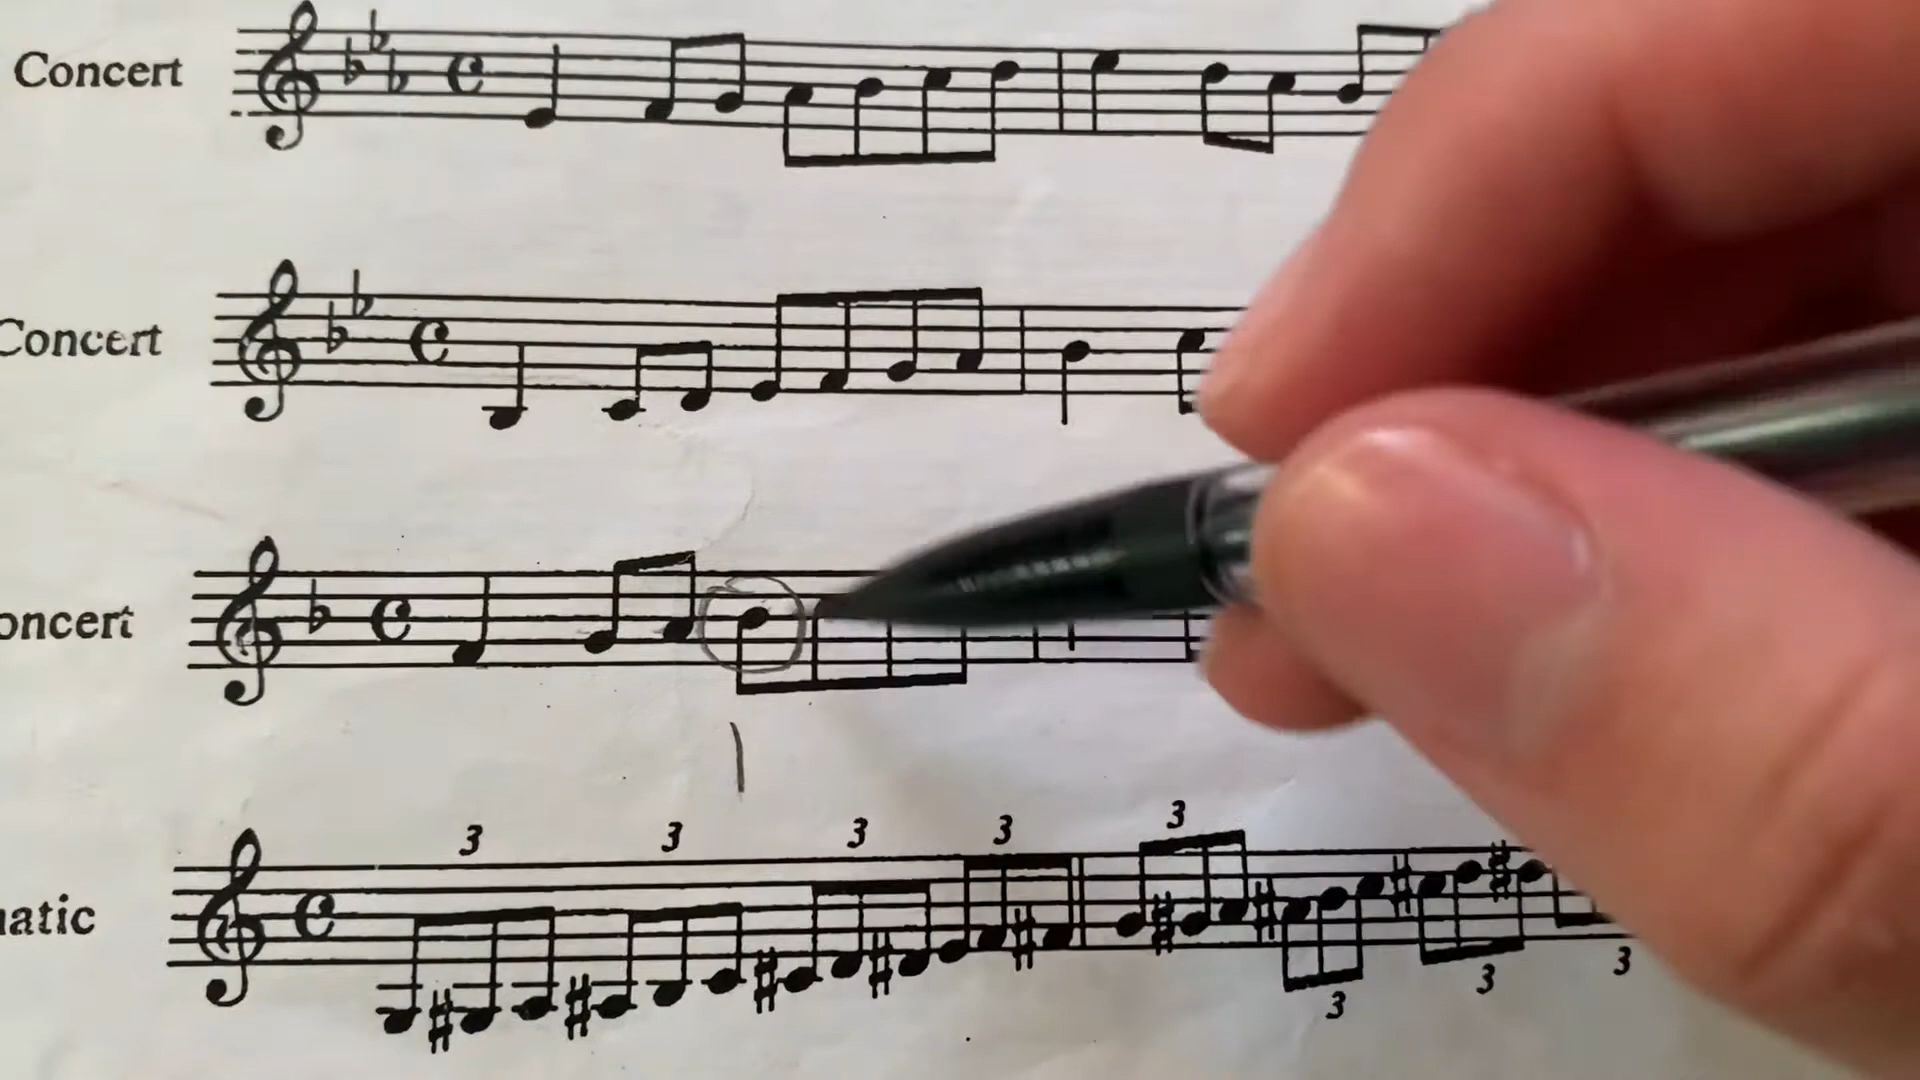 Concert
Concert
oncert
3 3 3 3 3
atic
3 3 3